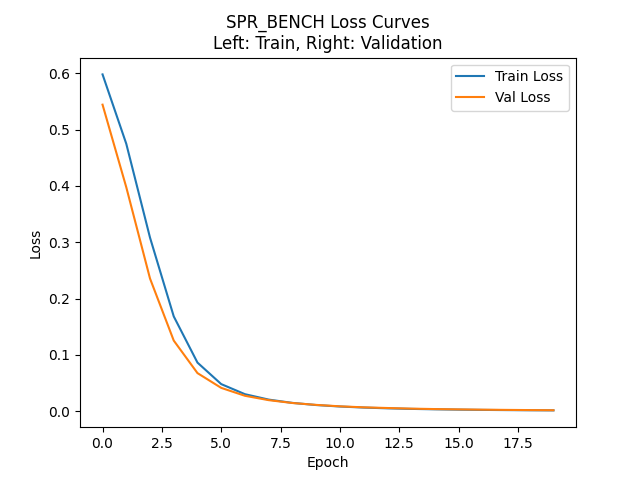 SPR_BENCH Loss Curves
Left: Train, Right: Validation
Train Loss
Val Loss
0.6
0.5
0.4
0.3
0.2
0.1
0.0
Loss
0.0 2.5 5.0 7.5 10.0 12.5 15.0 17.5
Epoch